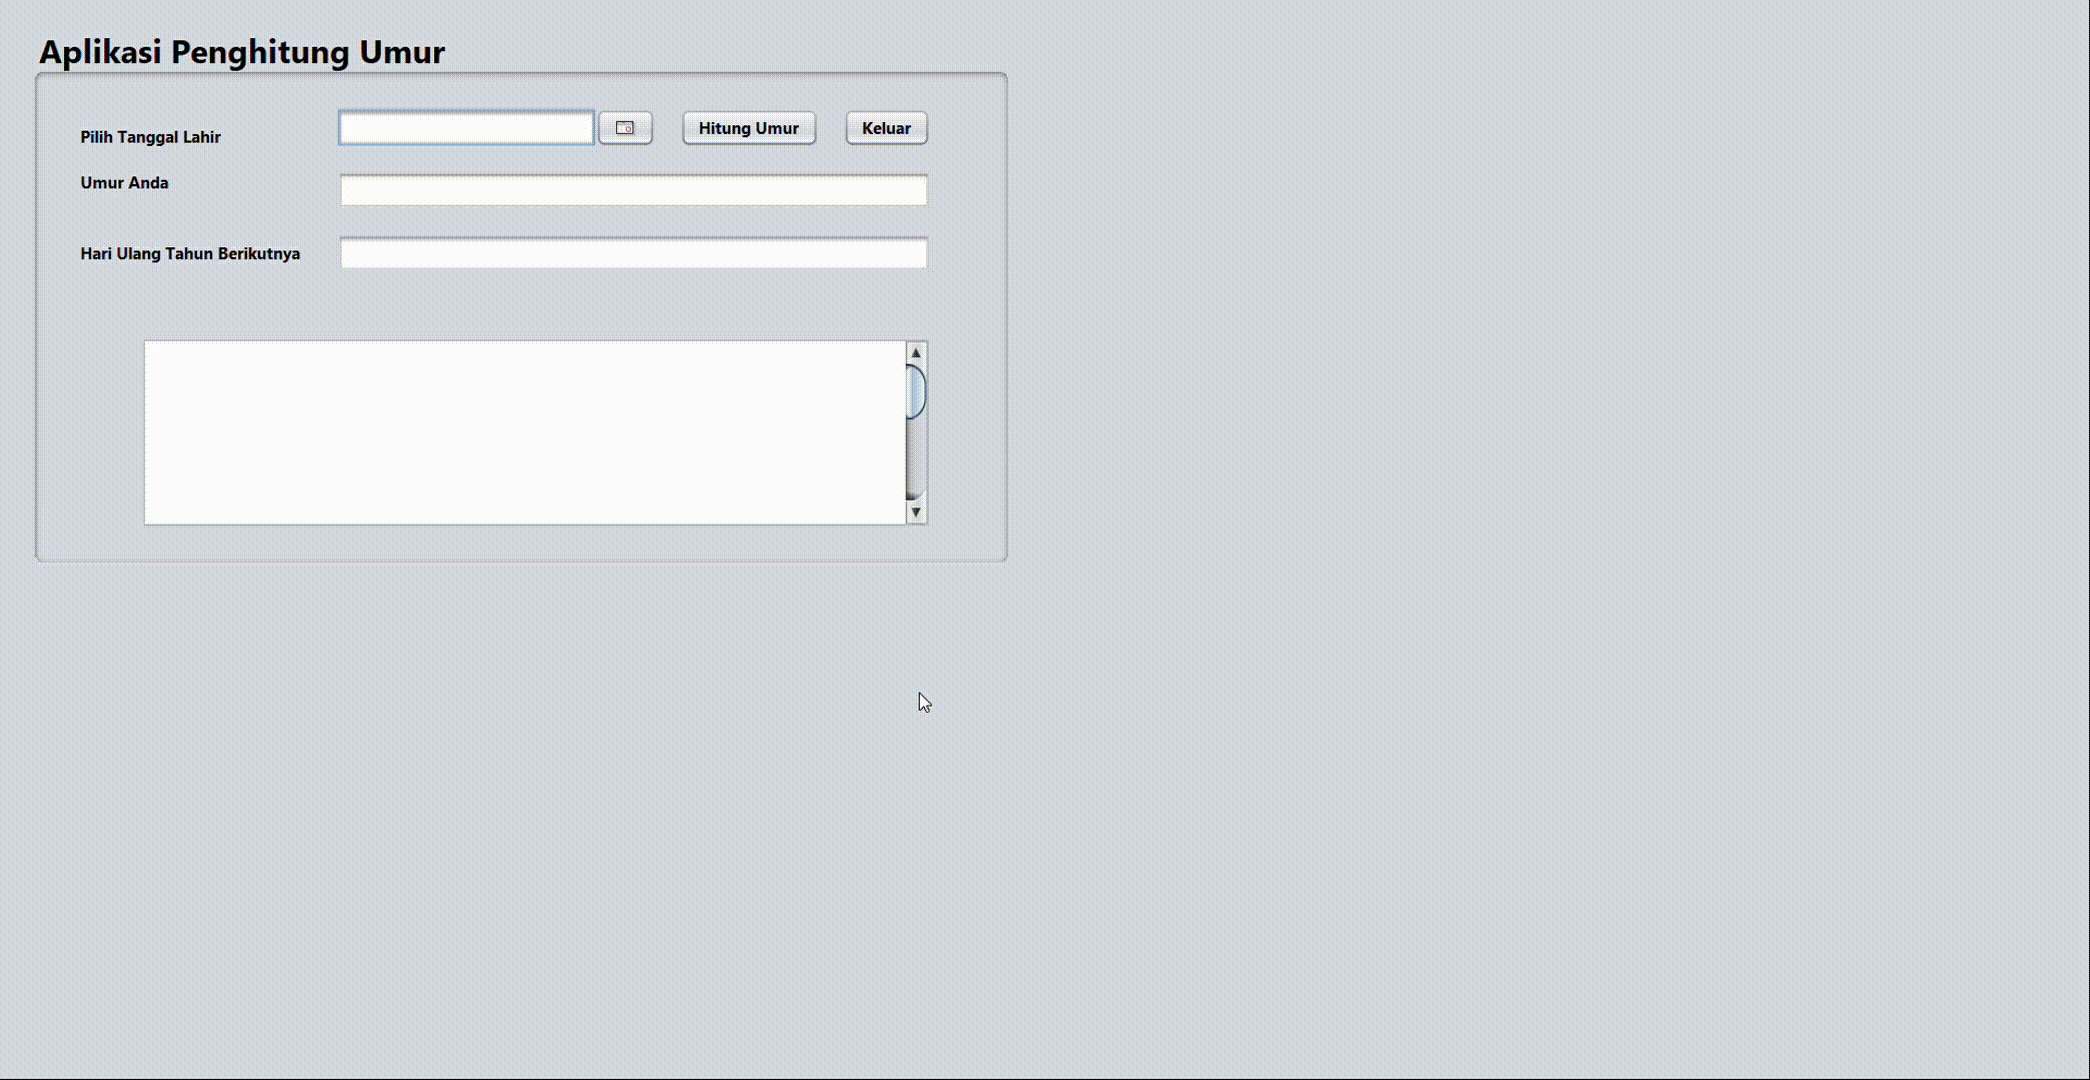 Aplikasi Penghitung Umur
Pilih Tanggal Lahir
Hitung Umur
Keluar
Umur Anda
Hari Ulang Tahun Berikutnya